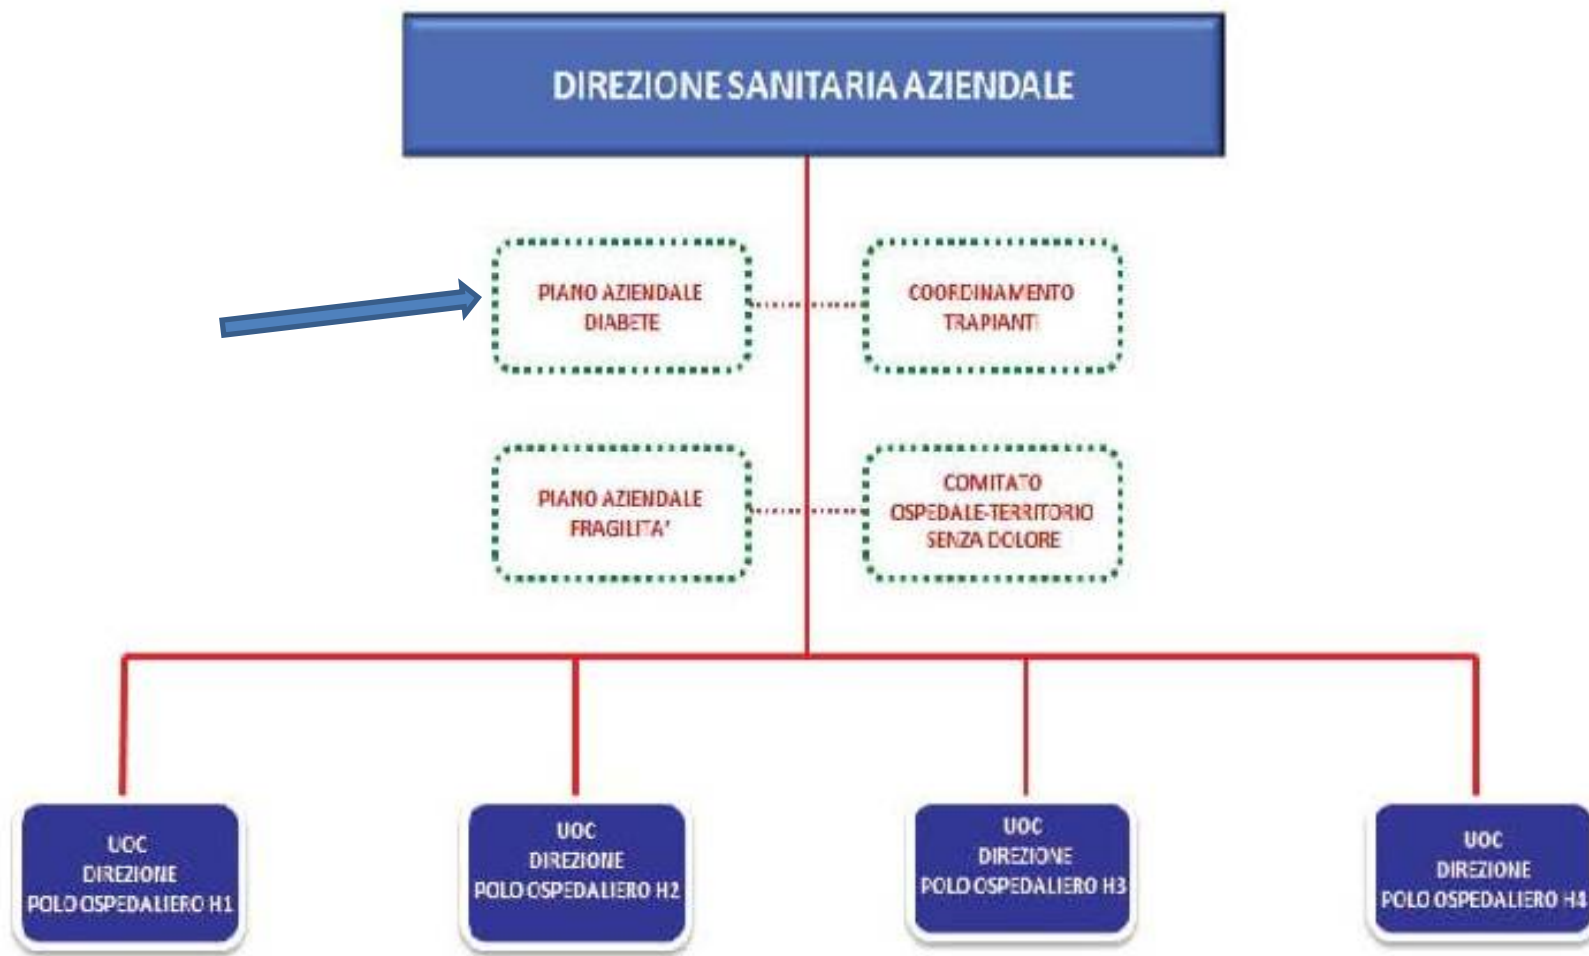 DIREZIONE SANITARIA AZIENDALE
PIANO AZIENDALE
DIABETE
COORDINAMENTO
TRAPIANTI
PIANO AZIENDALE
FRAGILITA'
COMITATO
OSPEDALE-TERRITORIO
SENZA DOLORE
UOC
DIREZIONE
POLO OSPEDALIERO H1
UOC
DIREZIONE
POLO OSPEDALIERO H2
UOC
DIREZIONE
POLO OSPEDALIERO H3
UOC
DIREZIONE
POLO OSPEDALIERO H4